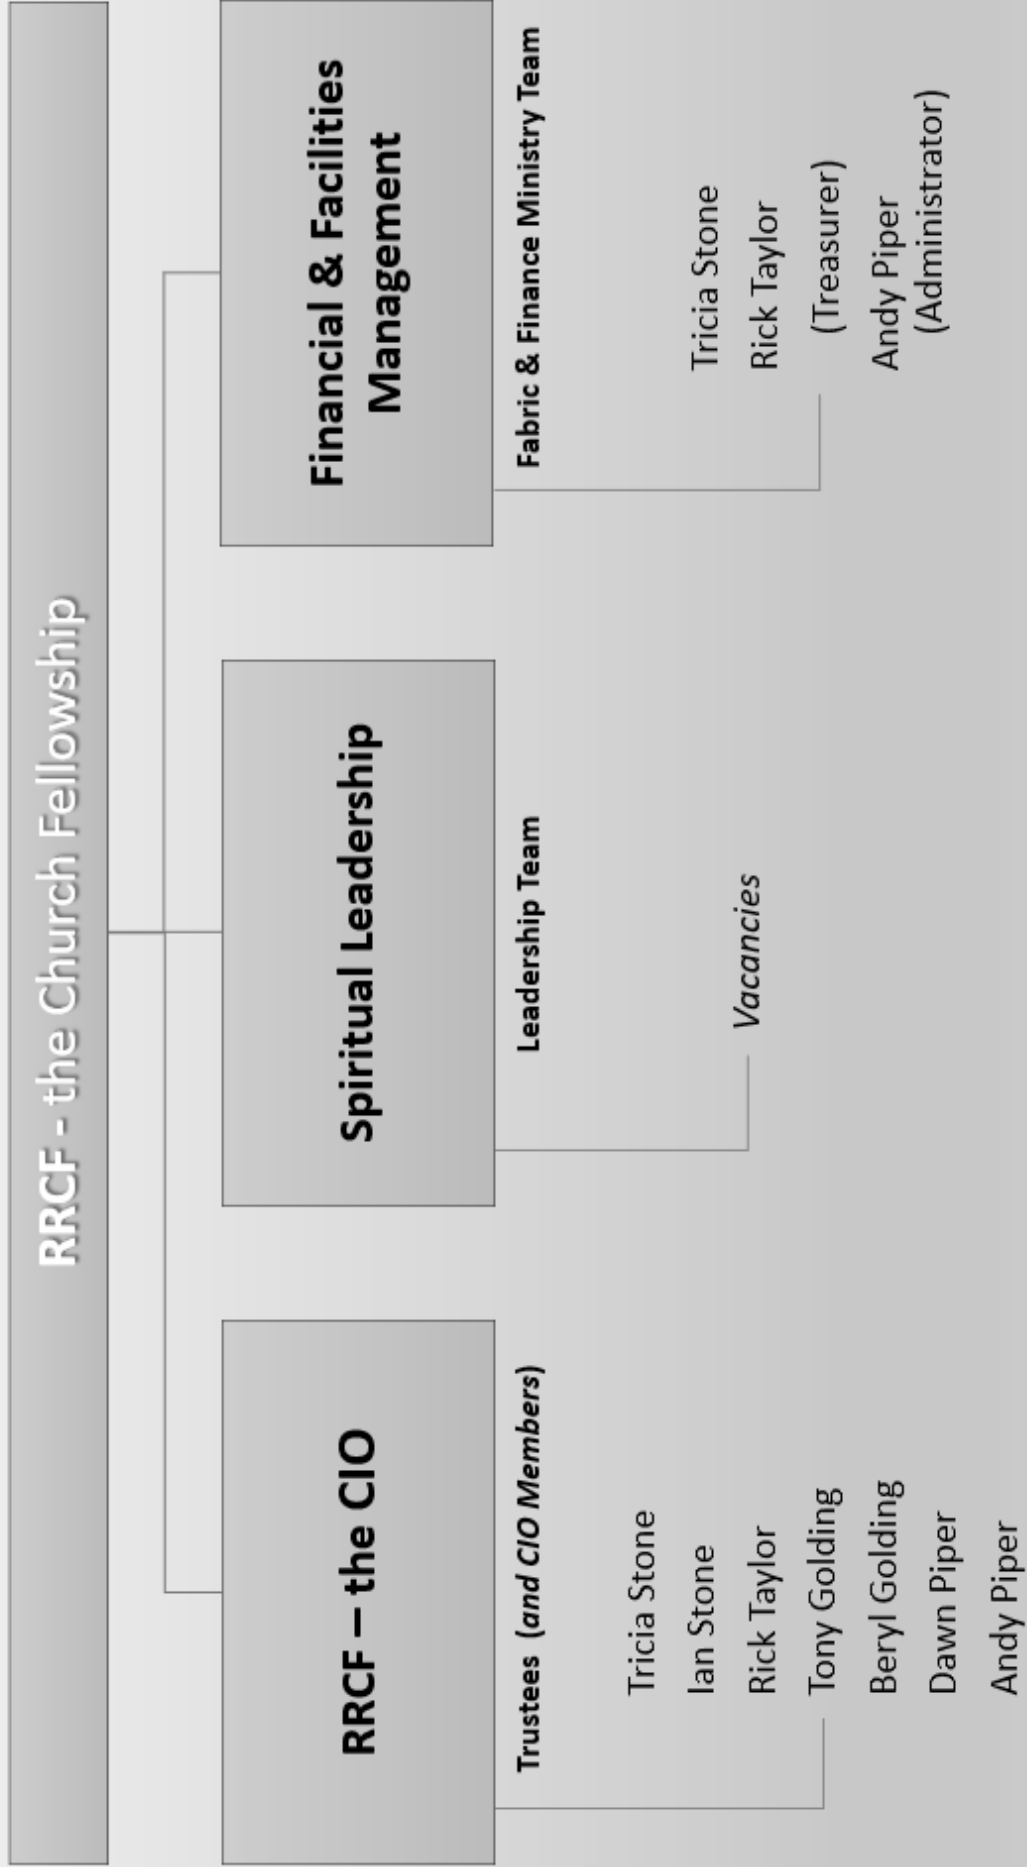 RRCF - the Church Fellowship
RRCF – the CIO
Trustees (and CIO Members)
Tricia Stone
Ian Stone
Rick Taylor
Tony Golding
Beryl Golding
Dawn Piper
Andy Piper
Spiritual Leadership
Leadership Team
Vacancies
Financial & Facilities
Management
Fabric & Finance Ministry Team
Tricia Stone
Rick Taylor
(Treasurer)
Andy Piper
(Administrator)